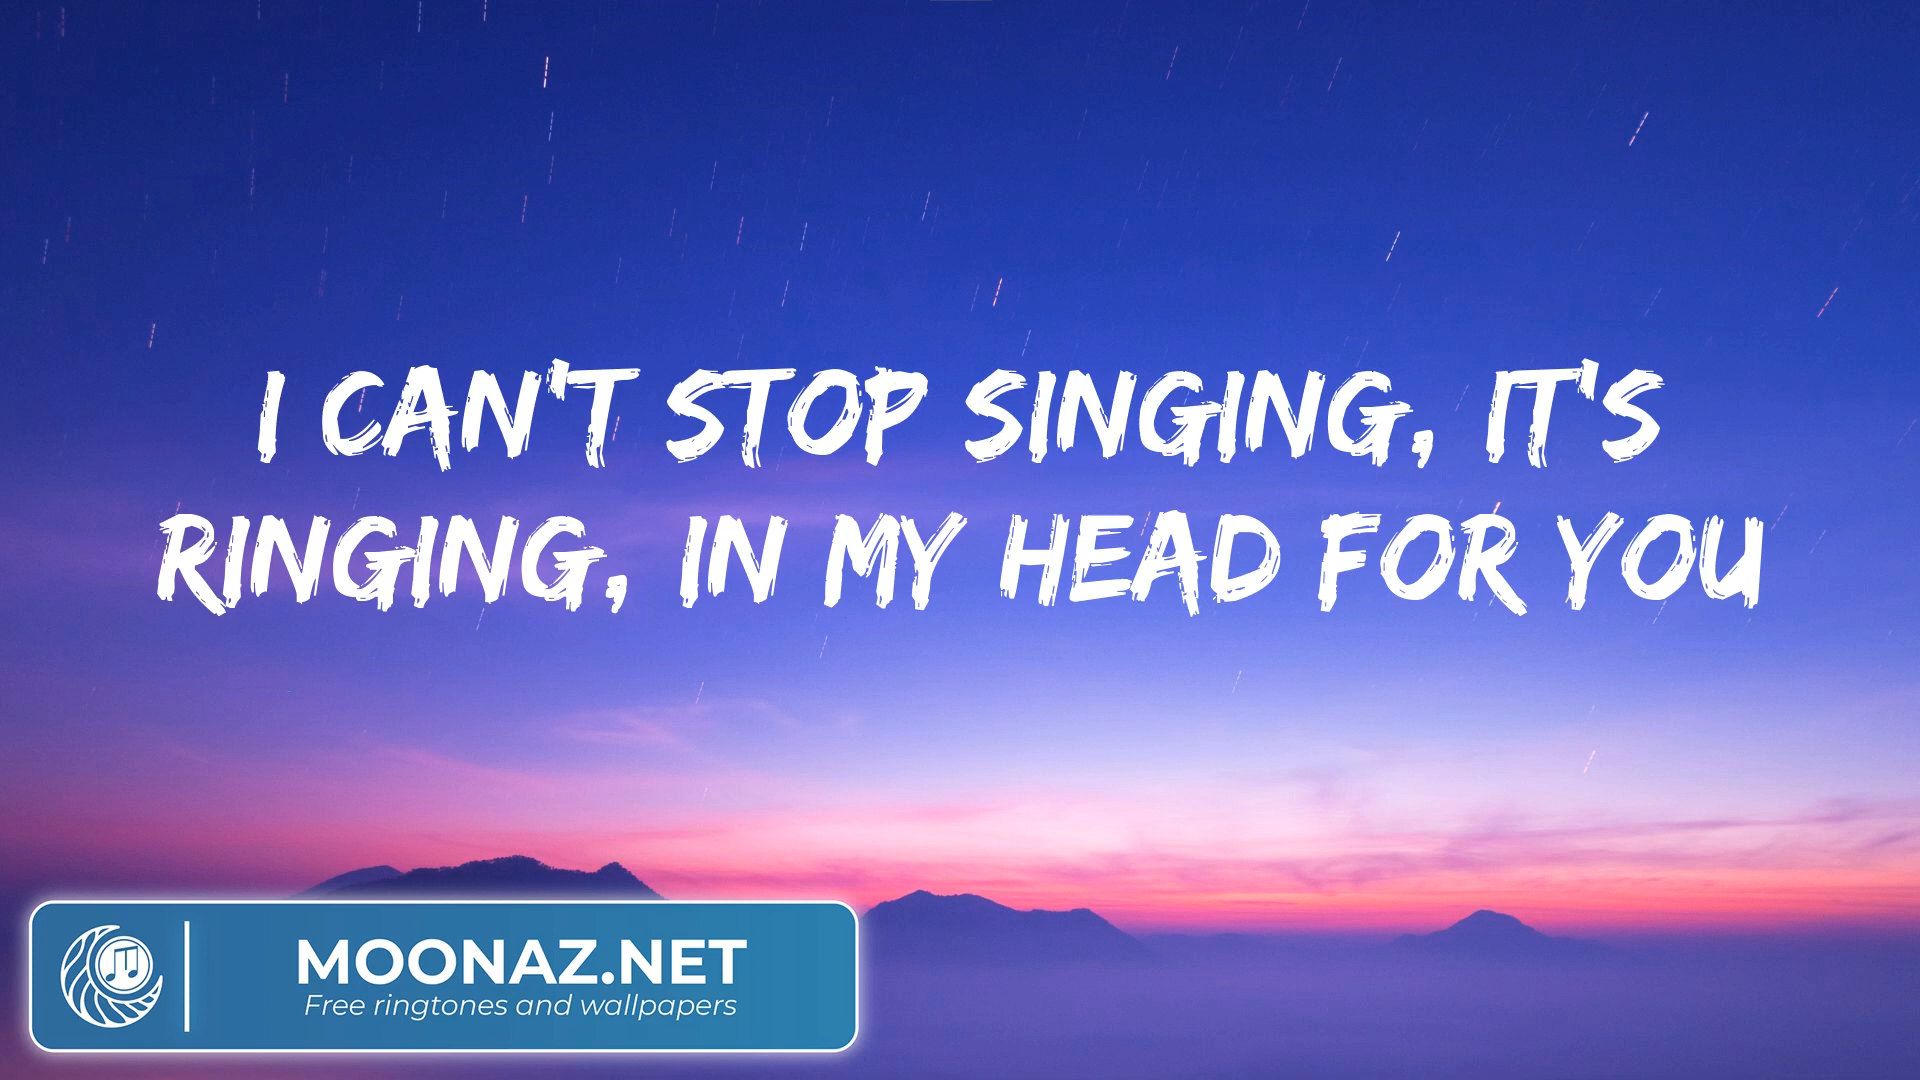 I CAN'T STOP SINGING, IT'S
RINGING, IN MY HEAD FOR YOU
MOONAZ.NET
Free ringtones and wallpapers